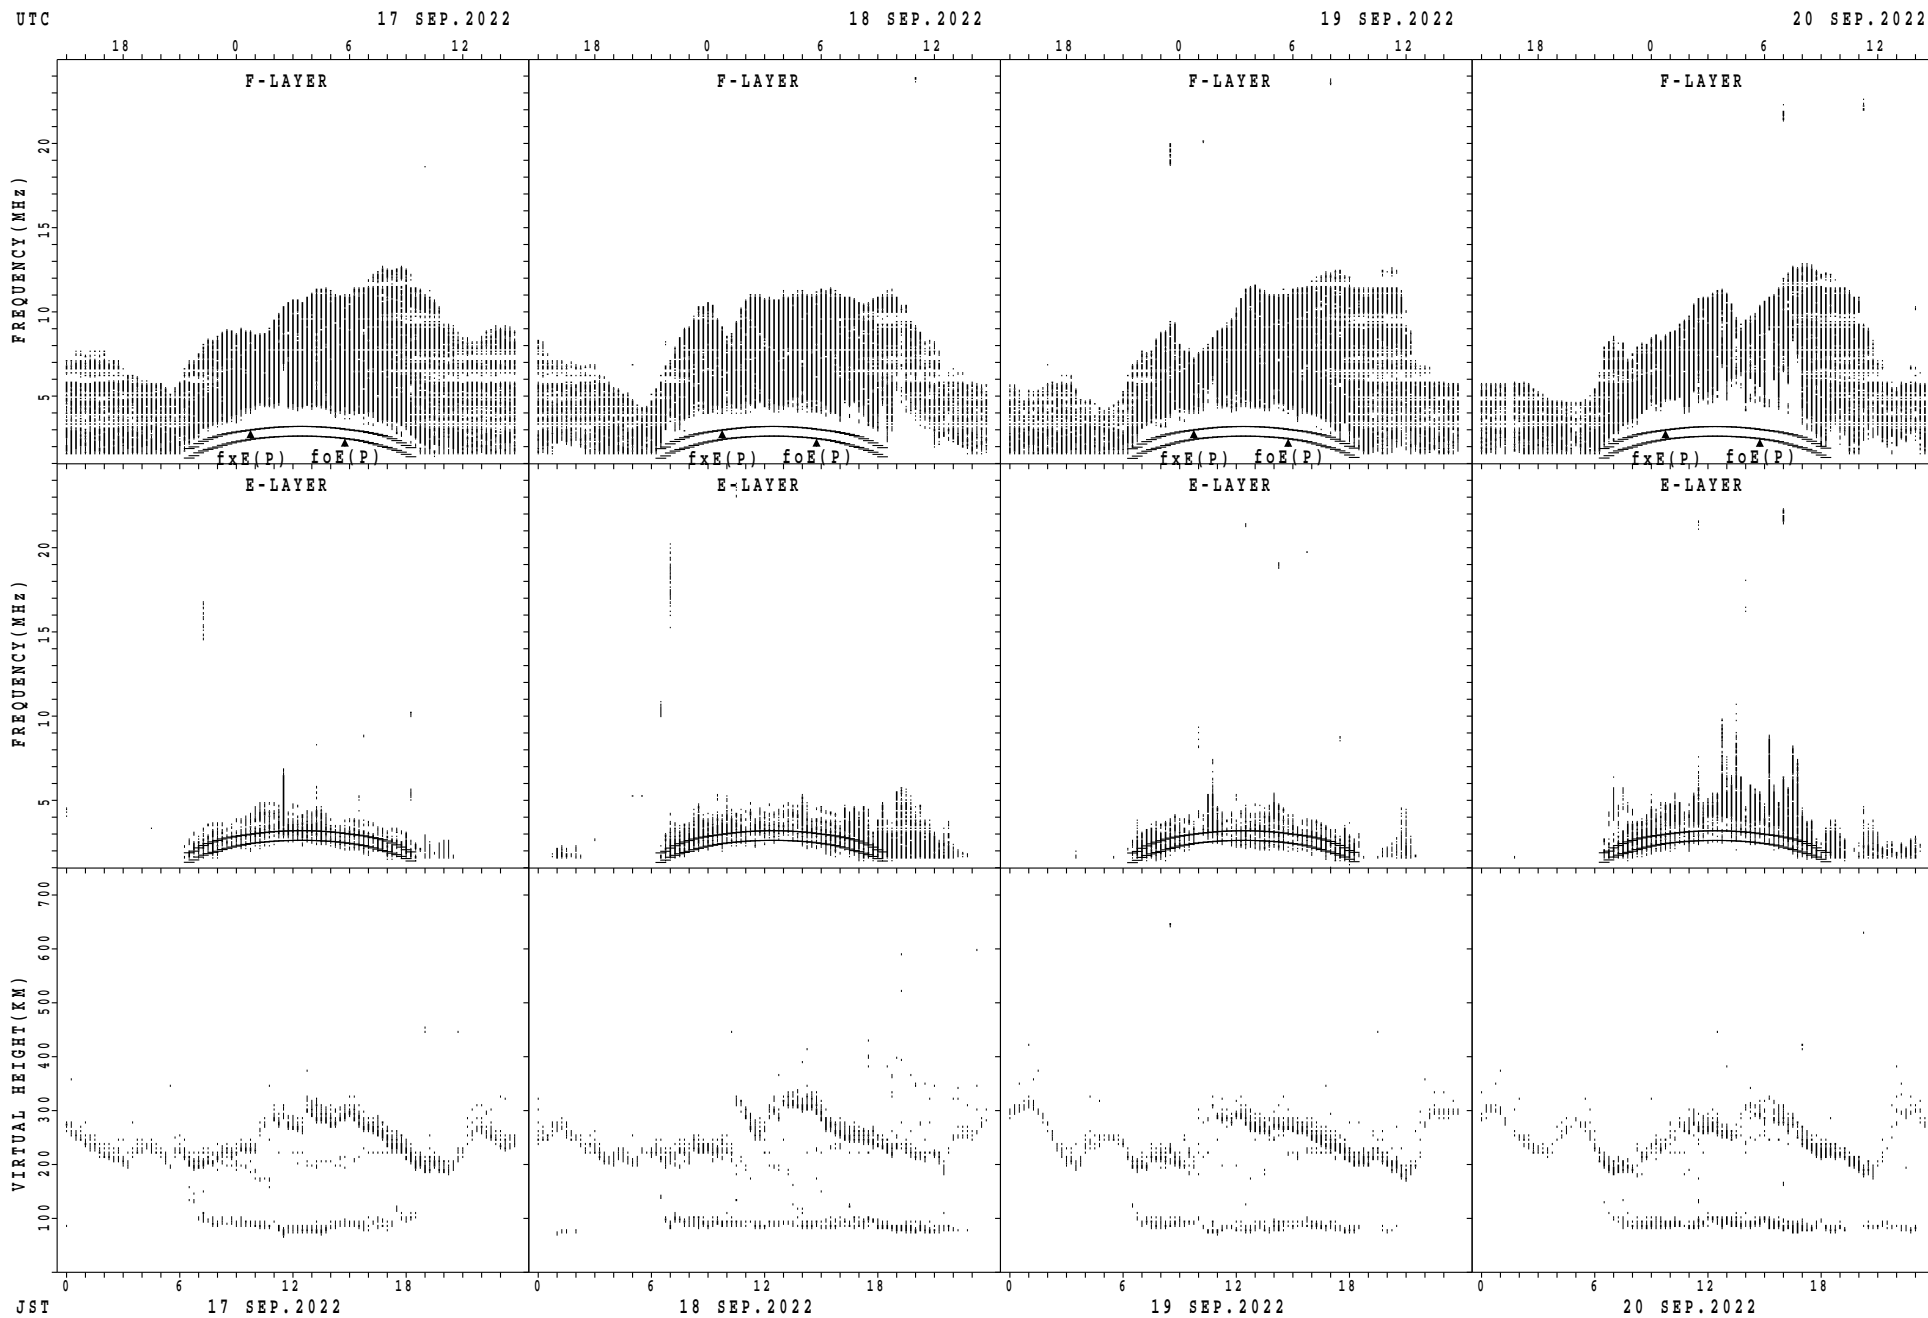 UTC 17 SEP.2022 18 SEP.2022 19 SEP.2022 20 SEP.2022
18 0 6 12 18 0 6 12 18 0 6 12 18 0 6 12
F-LAYER F-LAYER F-LAYER F-LAYER
FREQUENCY(MHz)
20
15
10
5
fxE(P) foE(P) fxE(P) foE(P) fxE(P) foE(P) fxE(P) foE(P)
E-LAYER E-LAYER E-LAYER E-LAYER
FREQUENCY(MHz)
20
15
10
5
VIRTUAL HEIGHT(KM)
700
600
500
400
300
200
100
0 6 12 18 0 6 12 18 0 6 12 18 0 6 12 18
JST 17 SEP.2022 18 SEP.2022 19 SEP.2022 20 SEP.2022